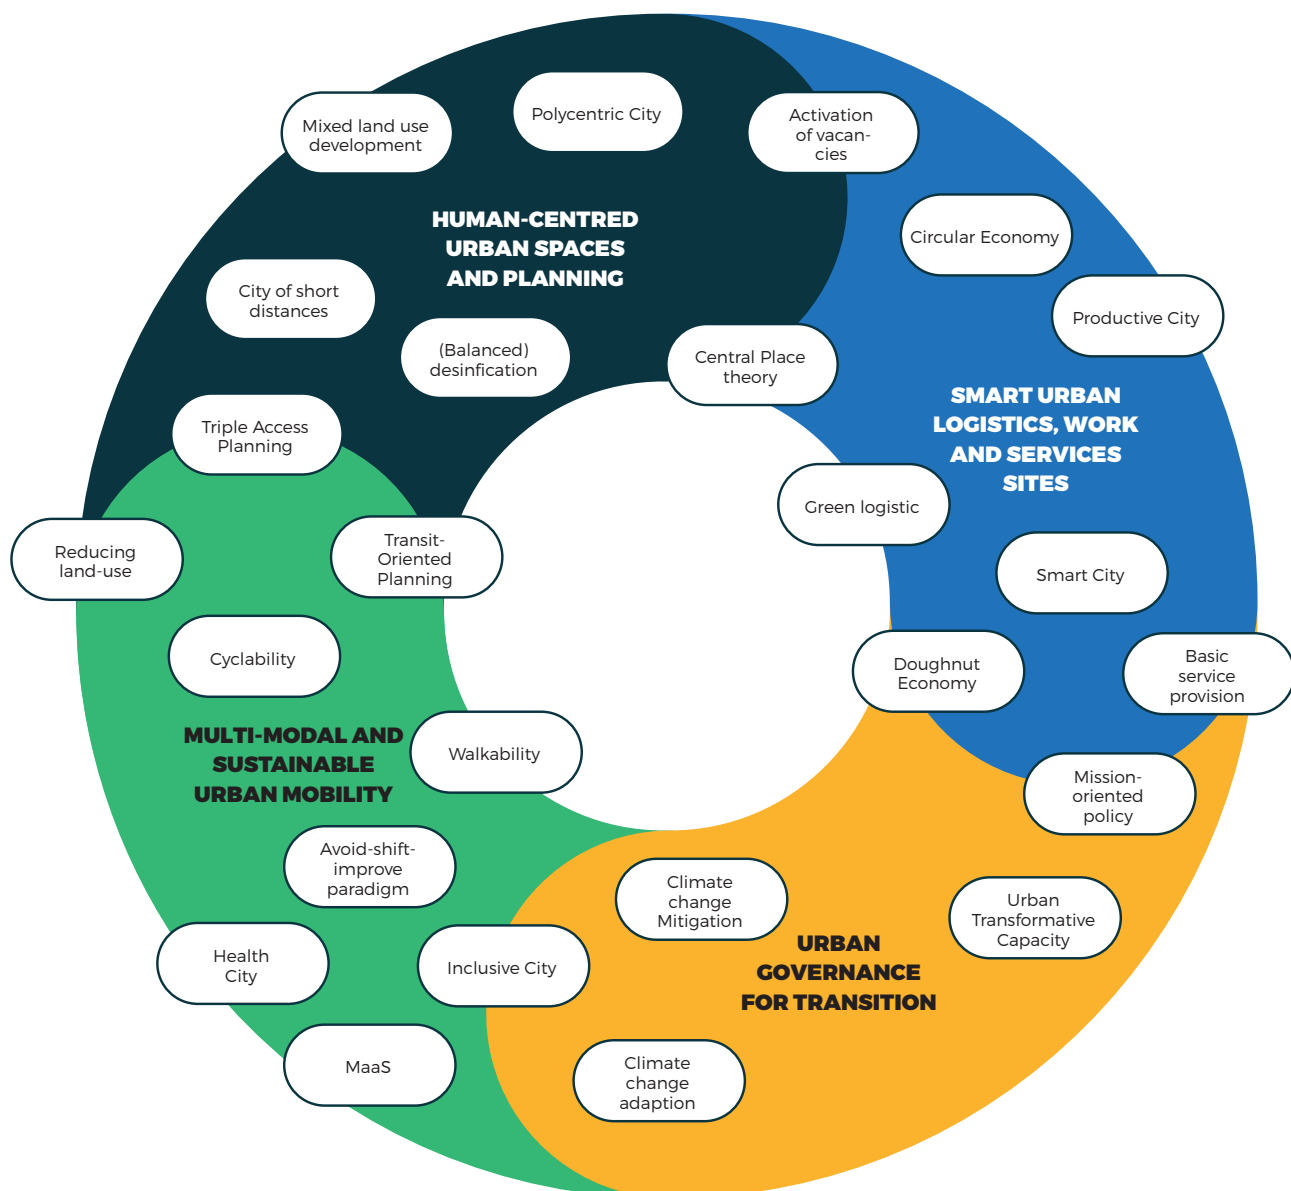 Mixed land use
development
Polycentric City
Activation
of vacan-
cies
HUMAN-CENTRED
URBAN SPACES
AND PLANNING
Circular Economy
City of short
distances
Productive City
(Balanced)
desinfication
Central Place
theory
SMART URBAN
LOGISTICS, WORK
AND SERVICES
SITES
Triple Access
Planning
Green logistic
Reducing
land-use
Transit-
Oriented
Planning
Smart City
Cyclability
Doughnut
Economy
Basic
service
provision
MULTI-MODAL AND
SUSTAINABLE
URBAN MOBILITY
Walkability
Mission-
oriented
policy
Avoid-shift-
improve
paradigm
Climate
change
Mitigation
Urban
Transformative
Capacity
URBAN
GOVERNANCE
FOR TRANSITION
Health
City
Inclusive City
MaaS
Climate
change
adaption